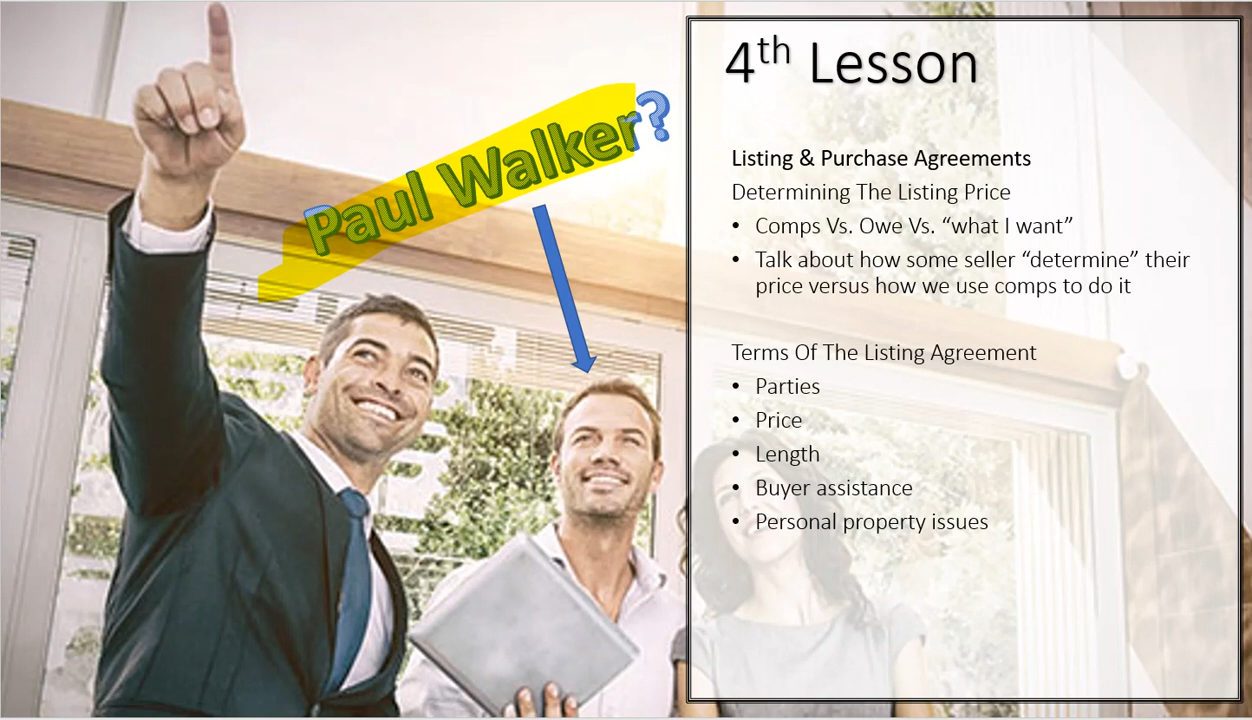 Paul Walker?
4th Lesson
Listing & Purchase Agreements
Determining The Listing Price
• Comps Vs. Owe Vs. “what I want”
• Talk about how some seller “determine” their
price versus how we use comps to do it
Terms Of The Listing Agreement
• Parties
• Price
• Length
• Buyer assistance
• Personal property issues